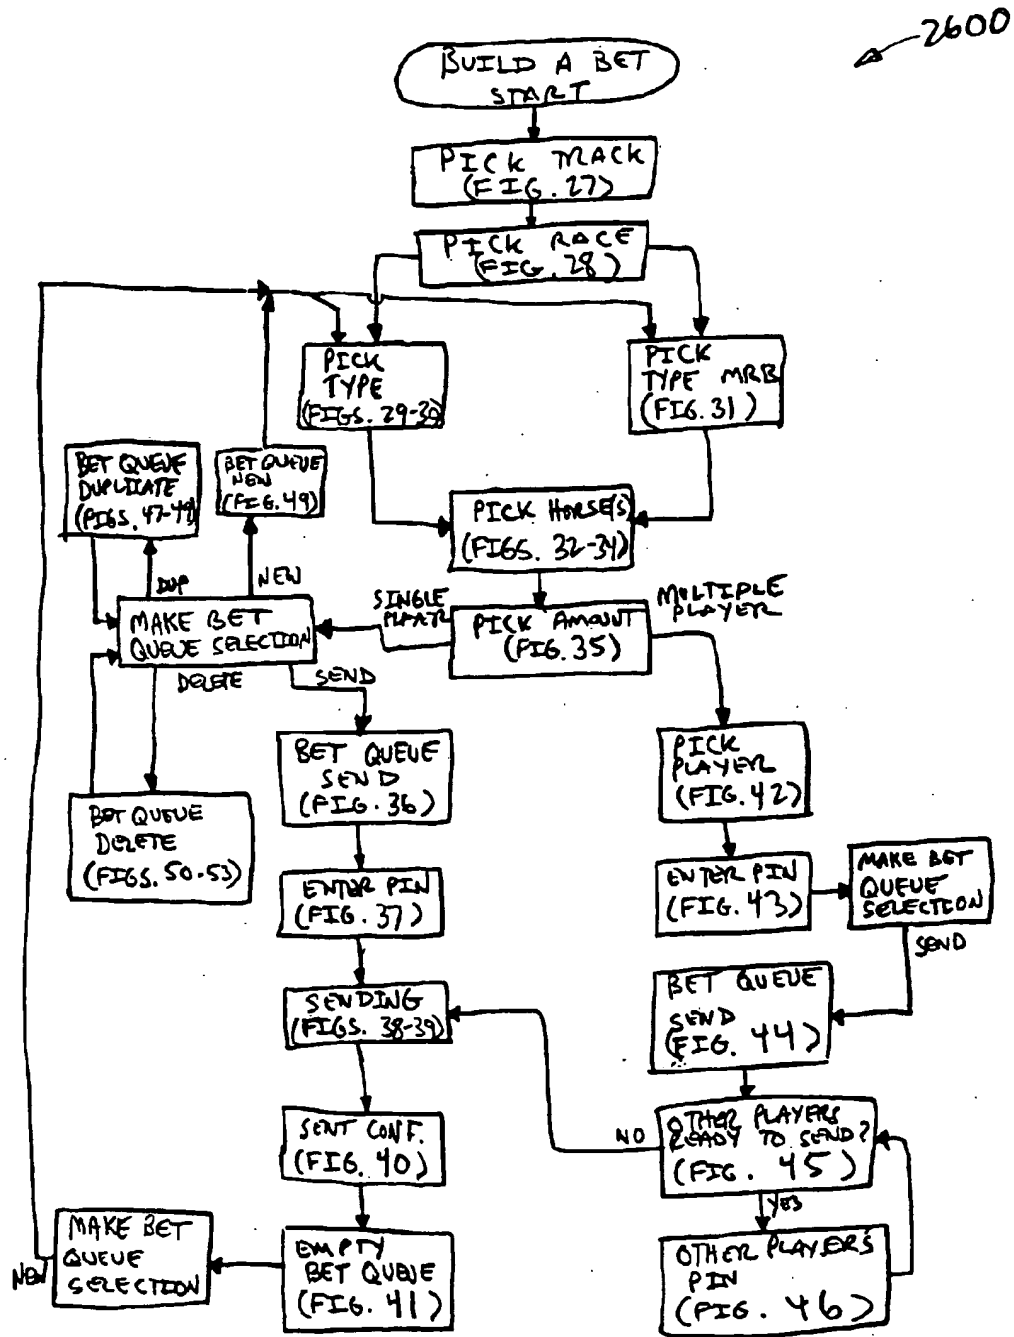 2600
BUILD A BET
START
PICK TRACK
(FIG. 27)
PICK RACE
(FIG. 28)
PICK
TYPE
(FIGS. 29-30)
PICK
TYPE MRB
(FIG. 31)
BET QUEUE
DUPLICATE
(FIGS. 47-48)
BET QUEUE
NEW
(FIG. 49)
PICK HORSE(S)
(FIGS. 32-34)
DUP
NEW
SINGLE
PLAYER
MULTIPLE
PLAYER
MAKE BET
QUEUE SELECTION
PICK AMOUNT
(FIG. 35)
DELETE
SEND
BET QUEUE
SEND
(FIG. 36)
PICK
PLAYER
(FIG. 42)
BET QUEUE
DELETE
(FIGS. 50-53)
ENTER PIN
(FIG. 37)
ENTER PIN
(FIG. 43)
MAKE BET
QUEUE
SELECTION
SEND
SENDING
(FIGS. 38-39)
BET QUEUE
SEND
(FIG. 44)
SENT CONF.
(FIG. 40)
NO
OTHER PLAYERS
READY TO SEND?
(FIG. 45)
YES
MAKE BET
QUEUE
SELECTION
NEW
EMPTY
BET QUEUE
(FIG. 41)
OTHER PLAYER'S
PIN
(FIG. 46)